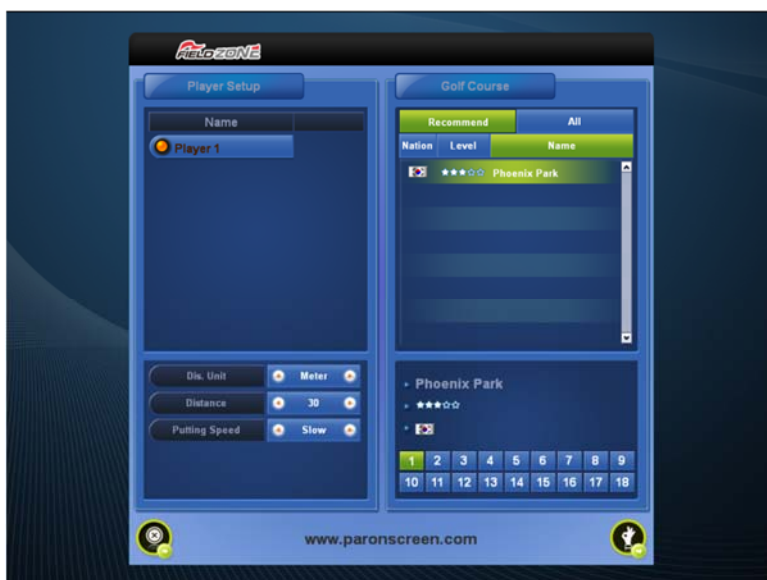 FIELDZONE
Player Setup
Name
Player 1
Dis. Unit Meter
Distance 30
Putting Speed Slow
Golf Course
Recommend All
Nation Level Name
Phoenix Park
Phoenix Park
1 2 3 4 5 6 7 8 9
10 11 12 13 14 15 16 17 18
www.paronscreen.com